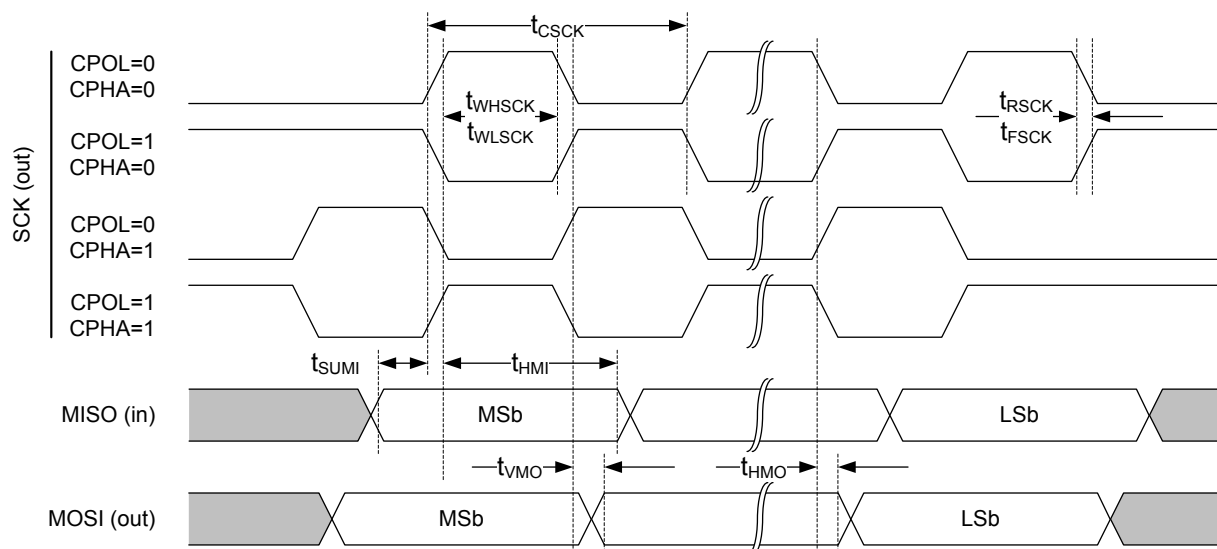 tCSCK
CPOL=0
CPHA=0
tWHSCK
tRSCK
CPOL=1
CPHA=0
tWLSCK
tFSCK
SCK (out)
CPOL=0
CPHA=1
CPOL=1
CPHA=1
tSUMI
tHMI
MISO (in)
MSb
LSb
tVMO
tHMO
MOSI (out)
MSb
LSb